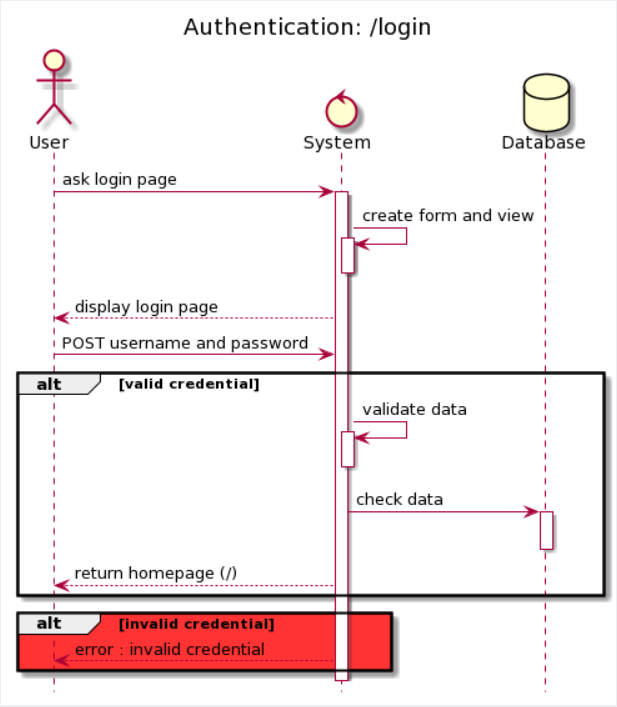 Authentication: /login
User
System
Database
ask login page
create form and view
display login page
POST username and password
alt [valid credential]
validate data
check data
return homepage (/)
alt [invalid credential]
error : invalid credential